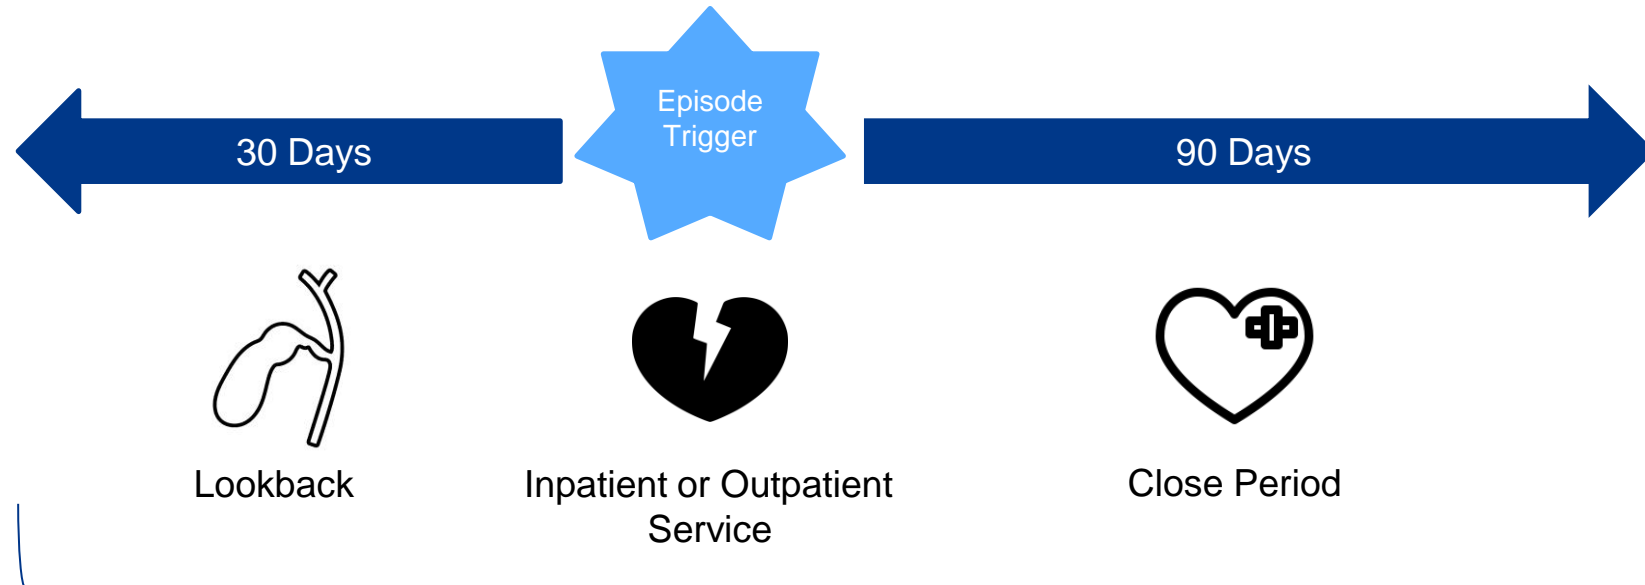 Episode
Trigger
30 Days
90 Days
Lookback
Inpatient or Outpatient
Service
Close Period